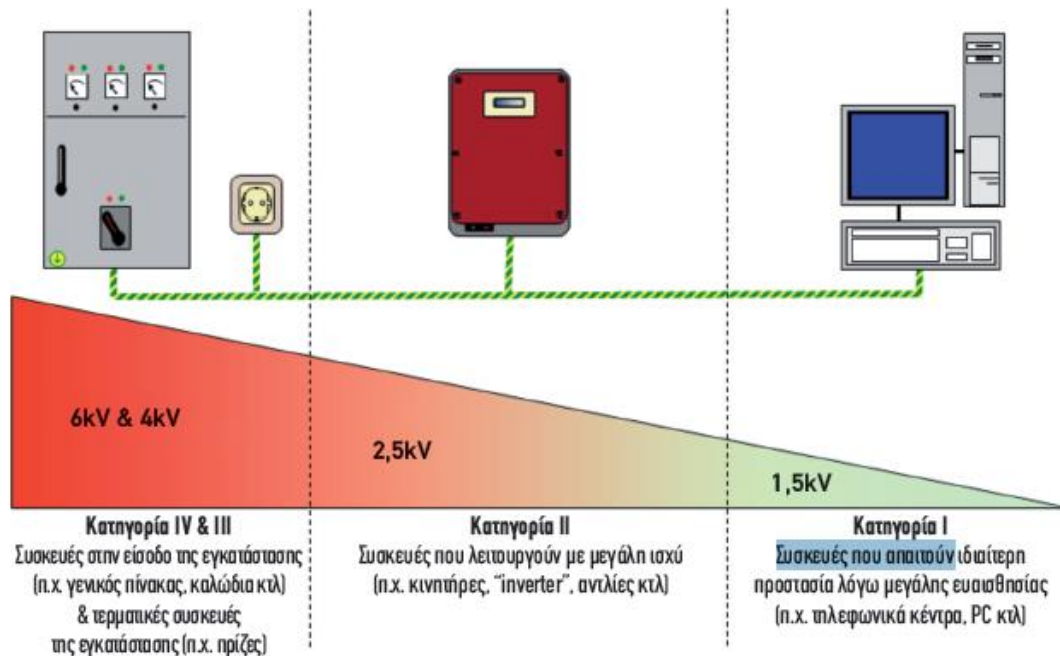 6kV & 4kV
2,5kV
1,5kV
Κατηγορία IV & III
Συσκευές στην είσοδο της εγκατάστασης
(π.χ. γενικός πίνακας, καλώδια κτλ)
& τερματικές συσκευές
της εγκατάστασης (π.χ. πρίζες)
Κατηγορία II
Συσκευές που λειτουργούν με μεγάλη ισχύ
(π.χ. κινητήρες, "inverter", αντλίες κτλ)
Κατηγορία I
Συσκευές που απαιτούν ιδιαίτερη
προστασία λόγω μεγάλης ευαισθησίας
(π.χ. τηλεφωνικά κέντρα, PC κτλ)